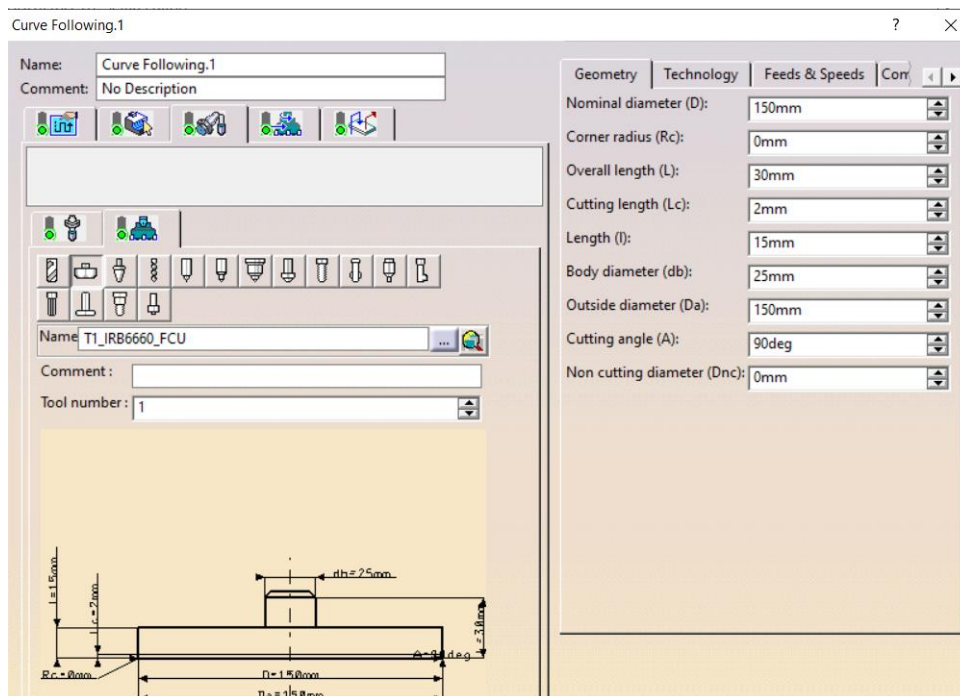 Curve Following.1 ? ×
Name: Curve Following.1
Comment: No Description
Geometry Technology Feeds & Speeds
Nominal diameter (D): 150mm
Corner radius (Rc): 0mm
Overall length (L): 30mm
Cutting length (Lc): 2mm
Length (l): 15mm
Body diameter (db): 25mm
Outside diameter (Da): 150mm
Cutting angle (A): 90deg
Non cutting diameter (Dnc): 0mm
Name T1_IRB6660_FCU ...
Comment :
Tool number : 1
l=15mm
Lc=2mm
db=25mm
Rc=0mm
D=150mm
Da=150mm